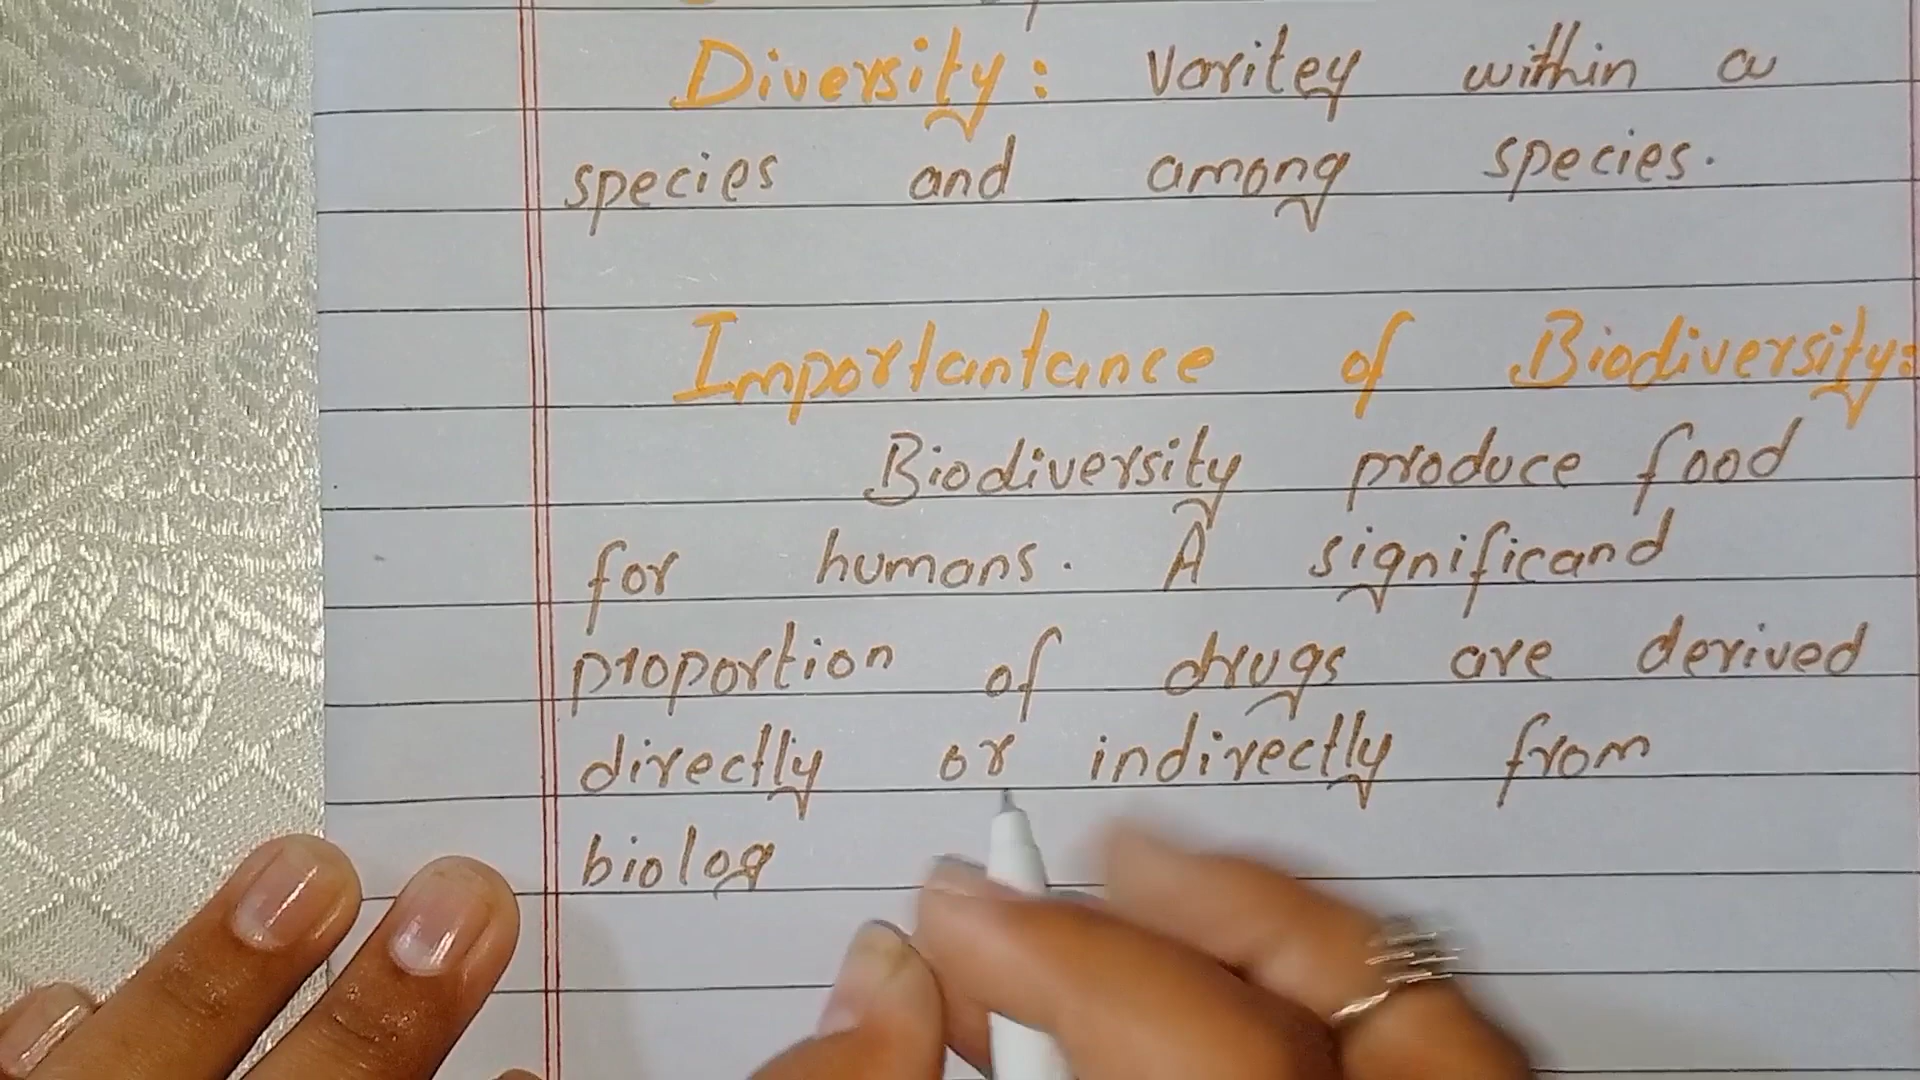 Diversity: Varitey within a
species and among species.
Importantance of Biodiversity:
Biodiversity produce food
for humans. A significand
proportion of drugs are derived
directly or indirectly from
biolog